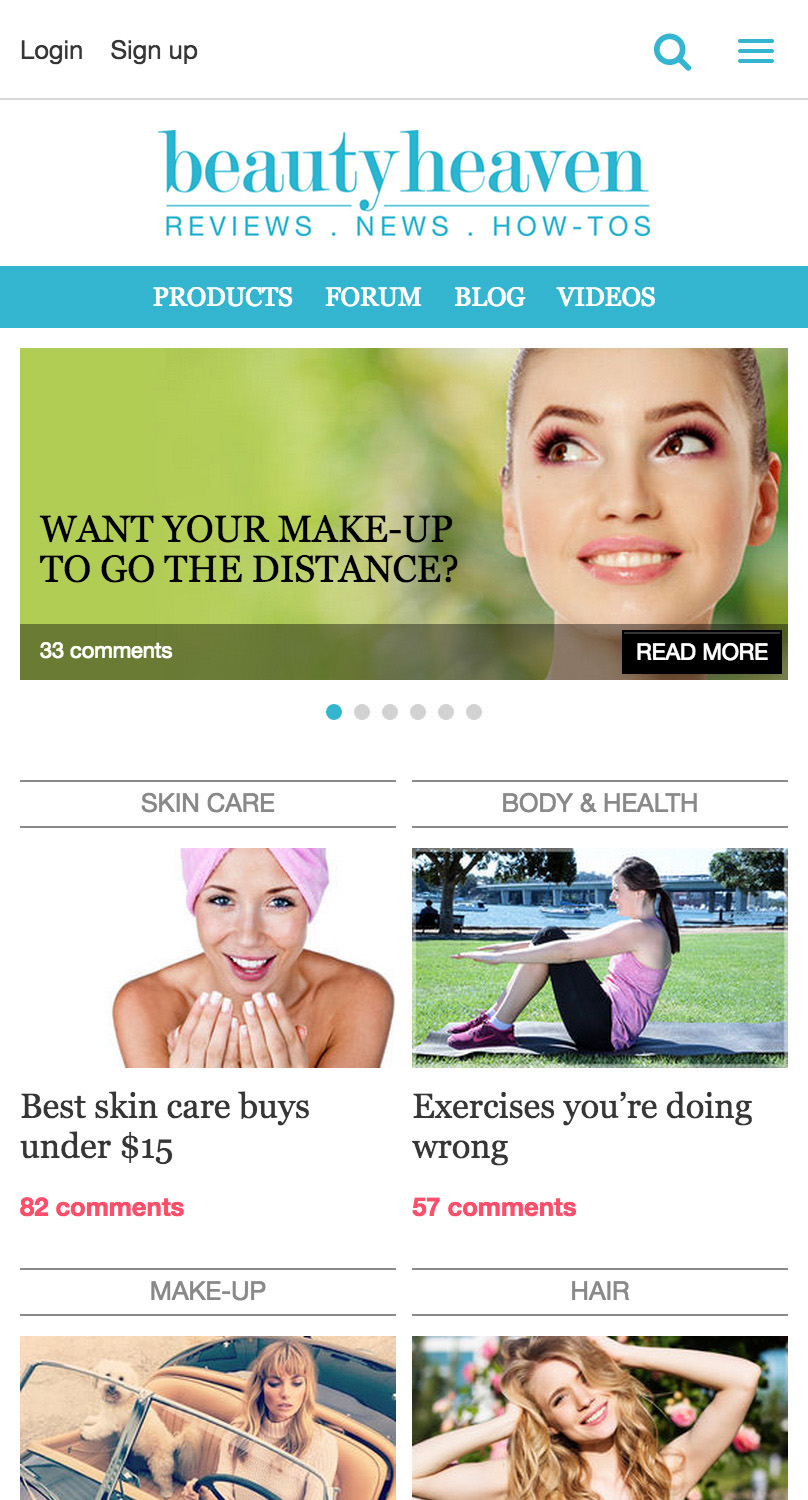 Login Sign up
beautyheaven
REVIEWS . NEWS . HOW-TOS
PRODUCTS FORUM BLOG VIDEOS
WANT YOUR MAKE-UP
TO GO THE DISTANCE?
33 comments
READ MORE
SKIN CARE
Best skin care buys
under $15
82 comments
BODY & HEALTH
Exercises you’re doing
wrong
57 comments
MAKE-UP
HAIR